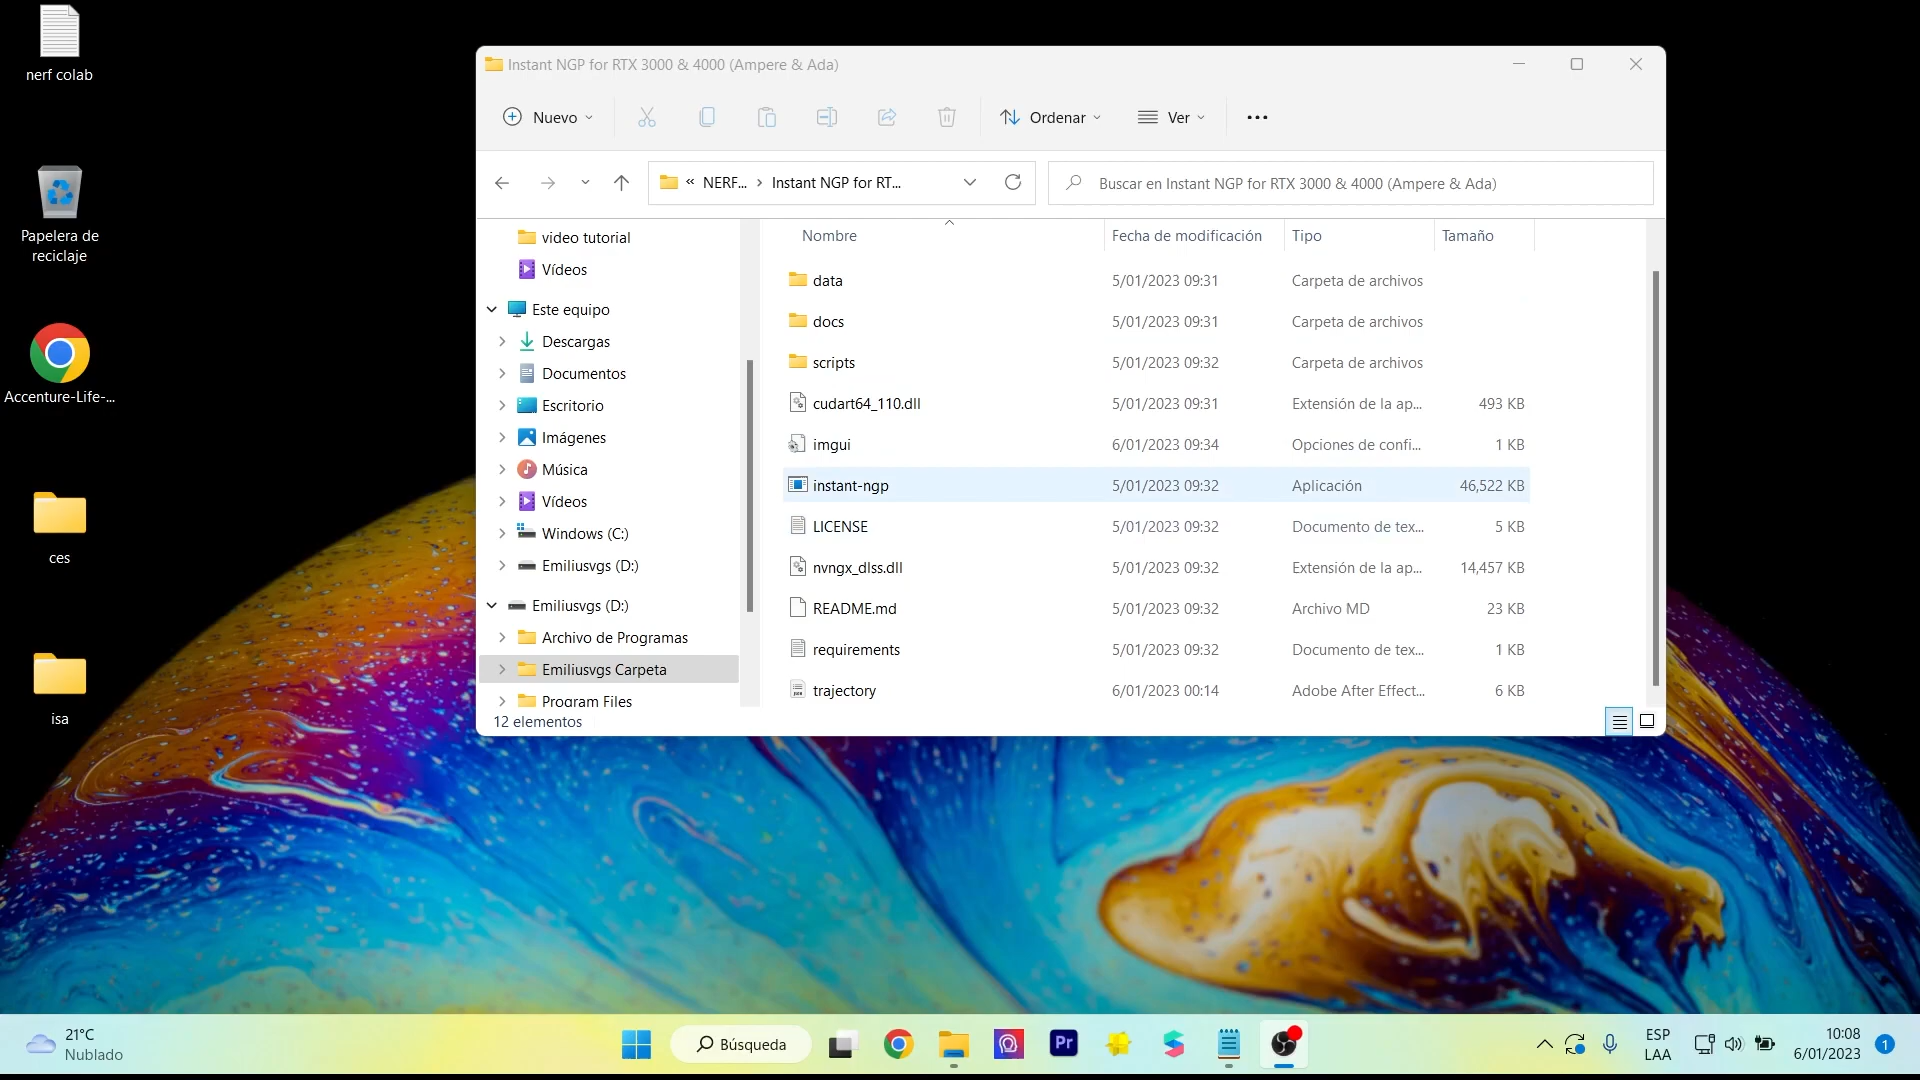 nerf colab
Papelera de
reciclaje
Accenture-Life-...
ces
isa
Instant NGP for RTX 3000 & 4000 (Ampere & Ada)
Nuevo
Ordenar
Ver
« NERF... › Instant NGP for RT...
Buscar en Instant NGP for RTX 3000 & 4000 (Ampere & Ada)
video tutorial
Vídeos
Este equipo
Descargas
Documentos
Escritorio
Imágenes
Música
Vídeos
Windows (C:)
Emiliusvgs (D:)
Emiliusvgs (D:)
Archivo de Programas
Emiliusvgs Carpeta
Program Files
12 elementos
Nombre Fecha de modificación Tipo Tamaño
data 5/01/2023 09:31 Carpeta de archivos
docs 5/01/2023 09:31 Carpeta de archivos
scripts 5/01/2023 09:32 Carpeta de archivos
cudart64_110.dll 5/01/2023 09:31 Extensión de la ap... 493 KB
imgui 6/01/2023 09:34 Opciones de confi... 1 KB
instant-ngp 5/01/2023 09:32 Aplicación 46,522 KB
LICENSE 5/01/2023 09:32 Documento de tex... 5 KB
nvngx_dlss.dll 5/01/2023 09:32 Extensión de la ap... 14,457 KB
README.md 5/01/2023 09:32 Archivo MD 23 KB
requirements 5/01/2023 09:32 Documento de tex... 1 KB
trajectory 6/01/2023 00:14 Adobe After Effect... 6 KB
21°C
Nublado
Búsqueda
Pr
ESP
LAA
10:08
6/01/2023
1